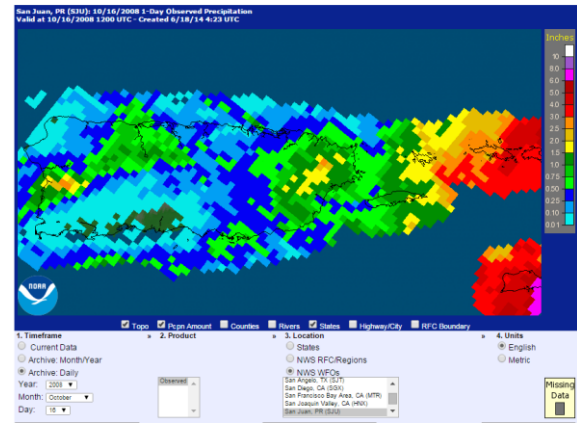 San Juan, PR (SJU): 10/16/2008 1-Day Observed Precipitation
Valid at 10/16/2008 1200 UTC - Created 6/18/14 4:23 UTC
Inches
10
8.0
6.0
5.0
4.0
3.0
2.5
2.0
1.5
1.0
0.75
0.50
0.25
0.10
0.01
NOAA
Topo Pcpn Amount Counties Rivers States Highway/City RFC Boundary
1. Timeframe » 2. Product » 3. Location » 4. Units
Current Data
Archive: Month/Year
Archive: Daily
Year: 2008
Month: October
Day: 16
Observed
States
NWS RFC/Regions
NWS WFOs
San Angelo, TX (SJT)
San Diego, CA (SGX)
San Francisco Bay Area, CA (MTR)
San Joaquin Valley, CA (HNX)
San Juan, PR (SJU)
English
Metric
Missing
Data